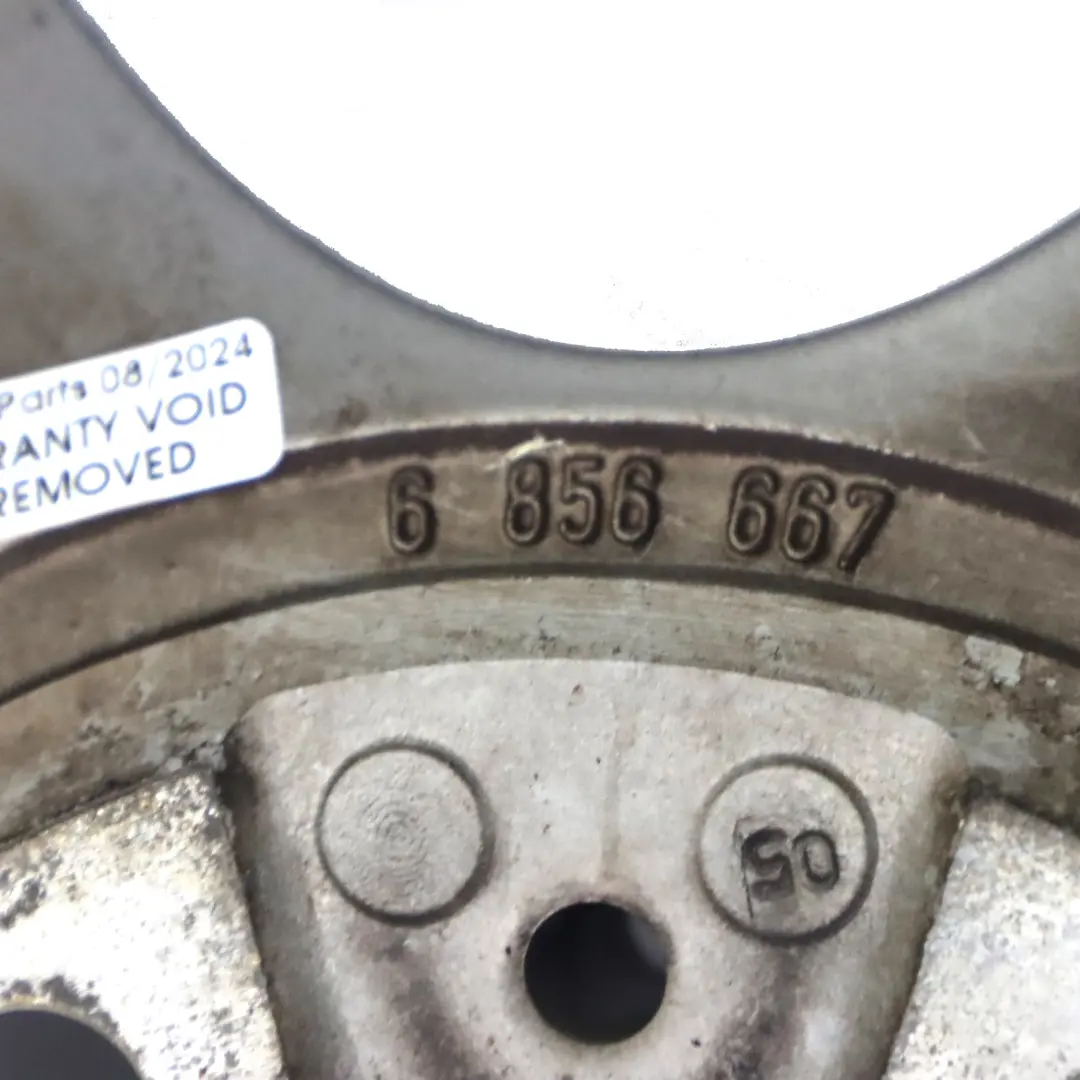 Parts 08/2024
RANTY VOID
REMOVED
6 856 667
05